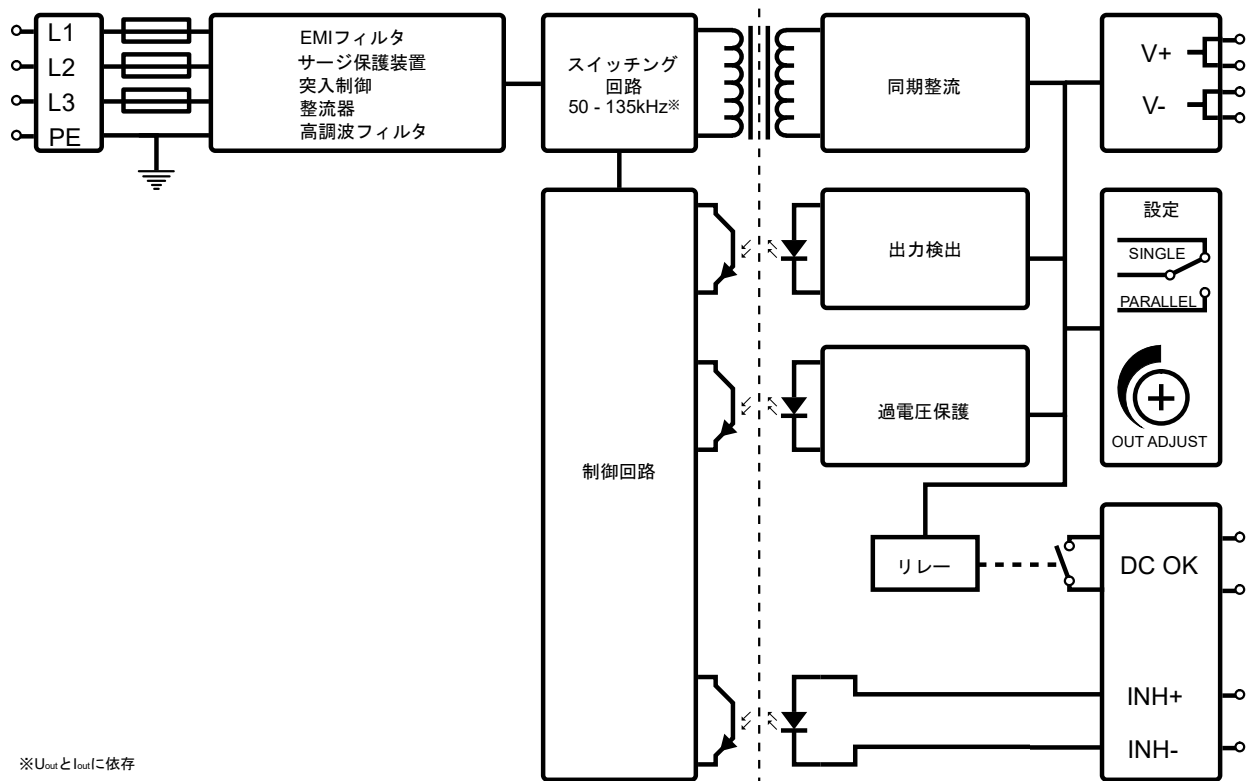 L1
L2
L3
PE
EMIフィルタ
サージ保護装置
突入制御
整流器
高調波フィルタ
スイッチング
回路
50 - 135kHz※
同期整流
V+
V-
出力検出
設定
SINGLE
PARALLEL
OUT ADJUST
過電圧保護
制御回路
リレー
DC OK
INH+
INH-
※UoutとIoutに依存